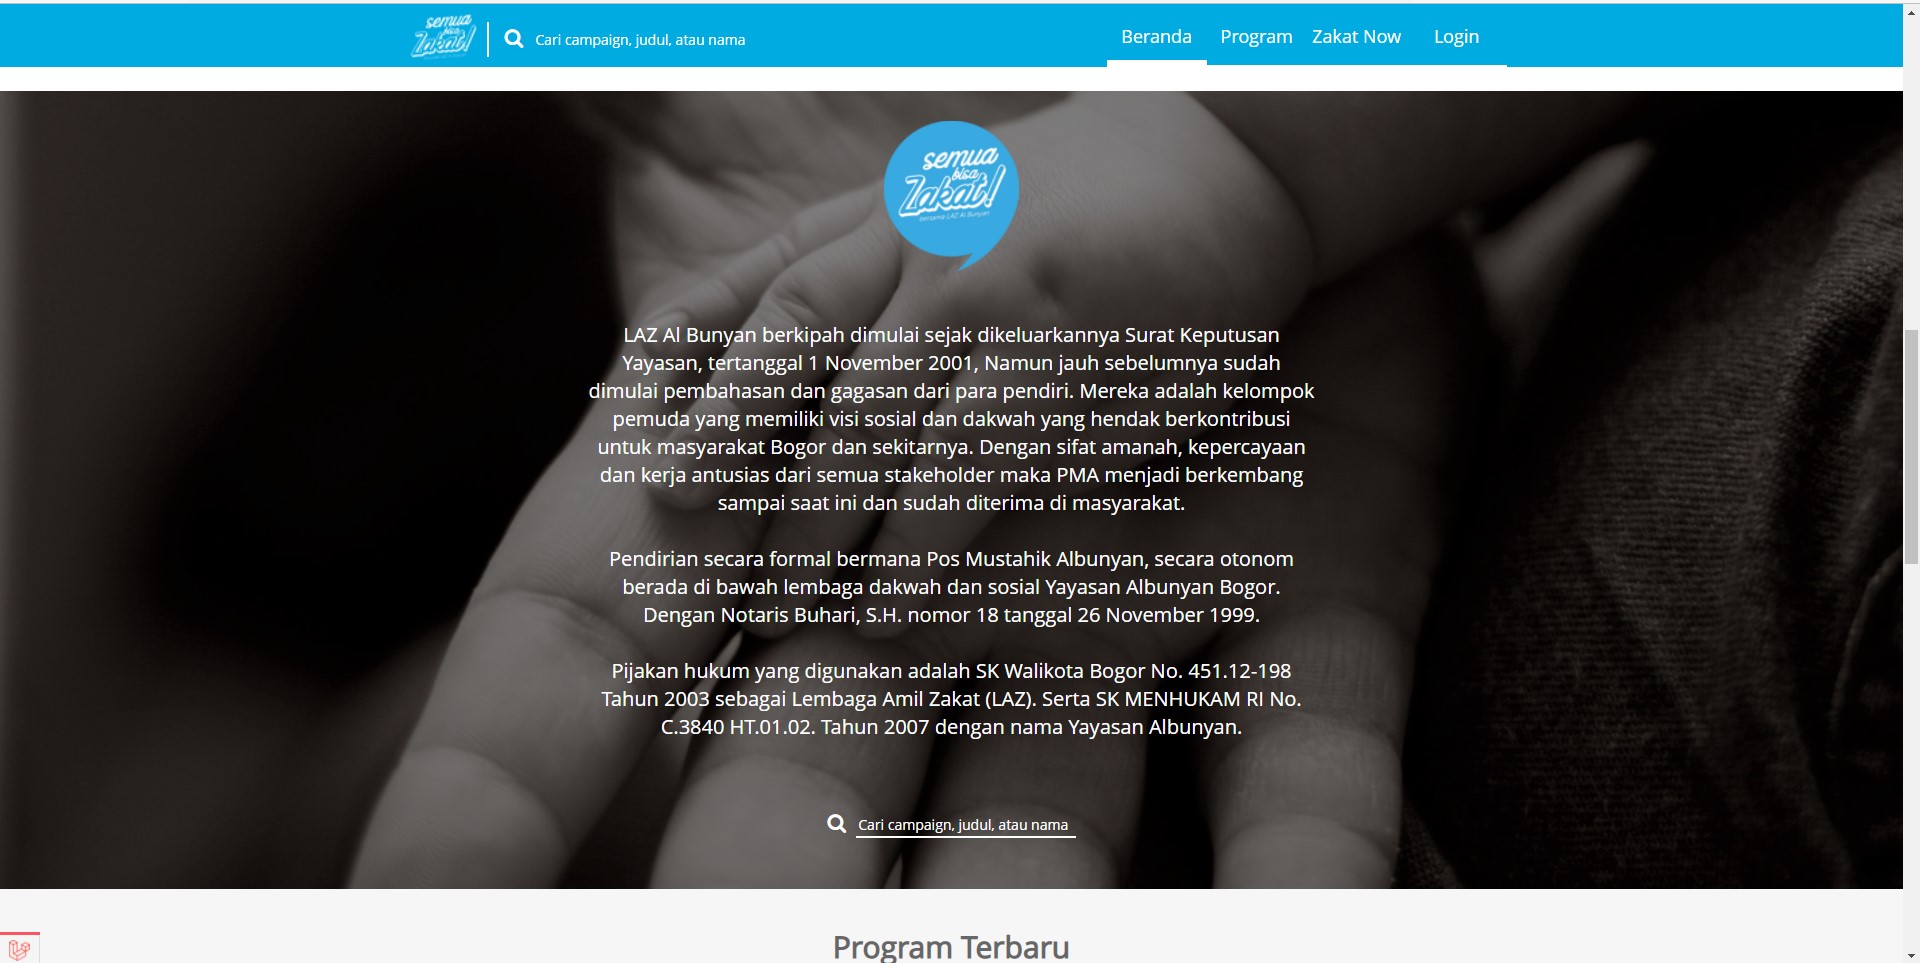 semua
bisa
Zakat!
Cari campaign, judul, atau nama
Beranda
Program
Zakat Now
Login
semua
bisa
Zakat!
bersama LAZ Al Bunyan
LAZ Al Bunyan berkipah dimulai sejak dikeluarkannya Surat Keputusan
Yayasan, tertanggal 1 November 2001, Namun jauh sebelumnya sudah
dimulai pembahasan dan gagasan dari para pendiri. Mereka adalah kelompok
pemuda yang memiliki visi sosial dan dakwah yang hendak berkontribusi
untuk masyarakat Bogor dan sekitarnya. Dengan sifat amanah, kepercayaan
dan kerja antusias dari semua stakeholder maka PMA menjadi berkembang
sampai saat ini dan sudah diterima di masyarakat.
Pendirian secara formal bermana Pos Mustahik Albunyan, secara otonom
berada di bawah lembaga dakwah dan sosial Yayasan Albunyan Bogor.
Dengan Notaris Buhari, S.H. nomor 18 tanggal 26 November 1999.
Pijakan hukum yang digunakan adalah SK Walikota Bogor No. 451.12-198
Tahun 2003 sebagai Lembaga Amil Zakat (LAZ). Serta SK MENHUKAM RI No.
C.3840 HT.01.02. Tahun 2007 dengan nama Yayasan Albunyan.
Cari campaign, judul, atau nama
Program Terbaru